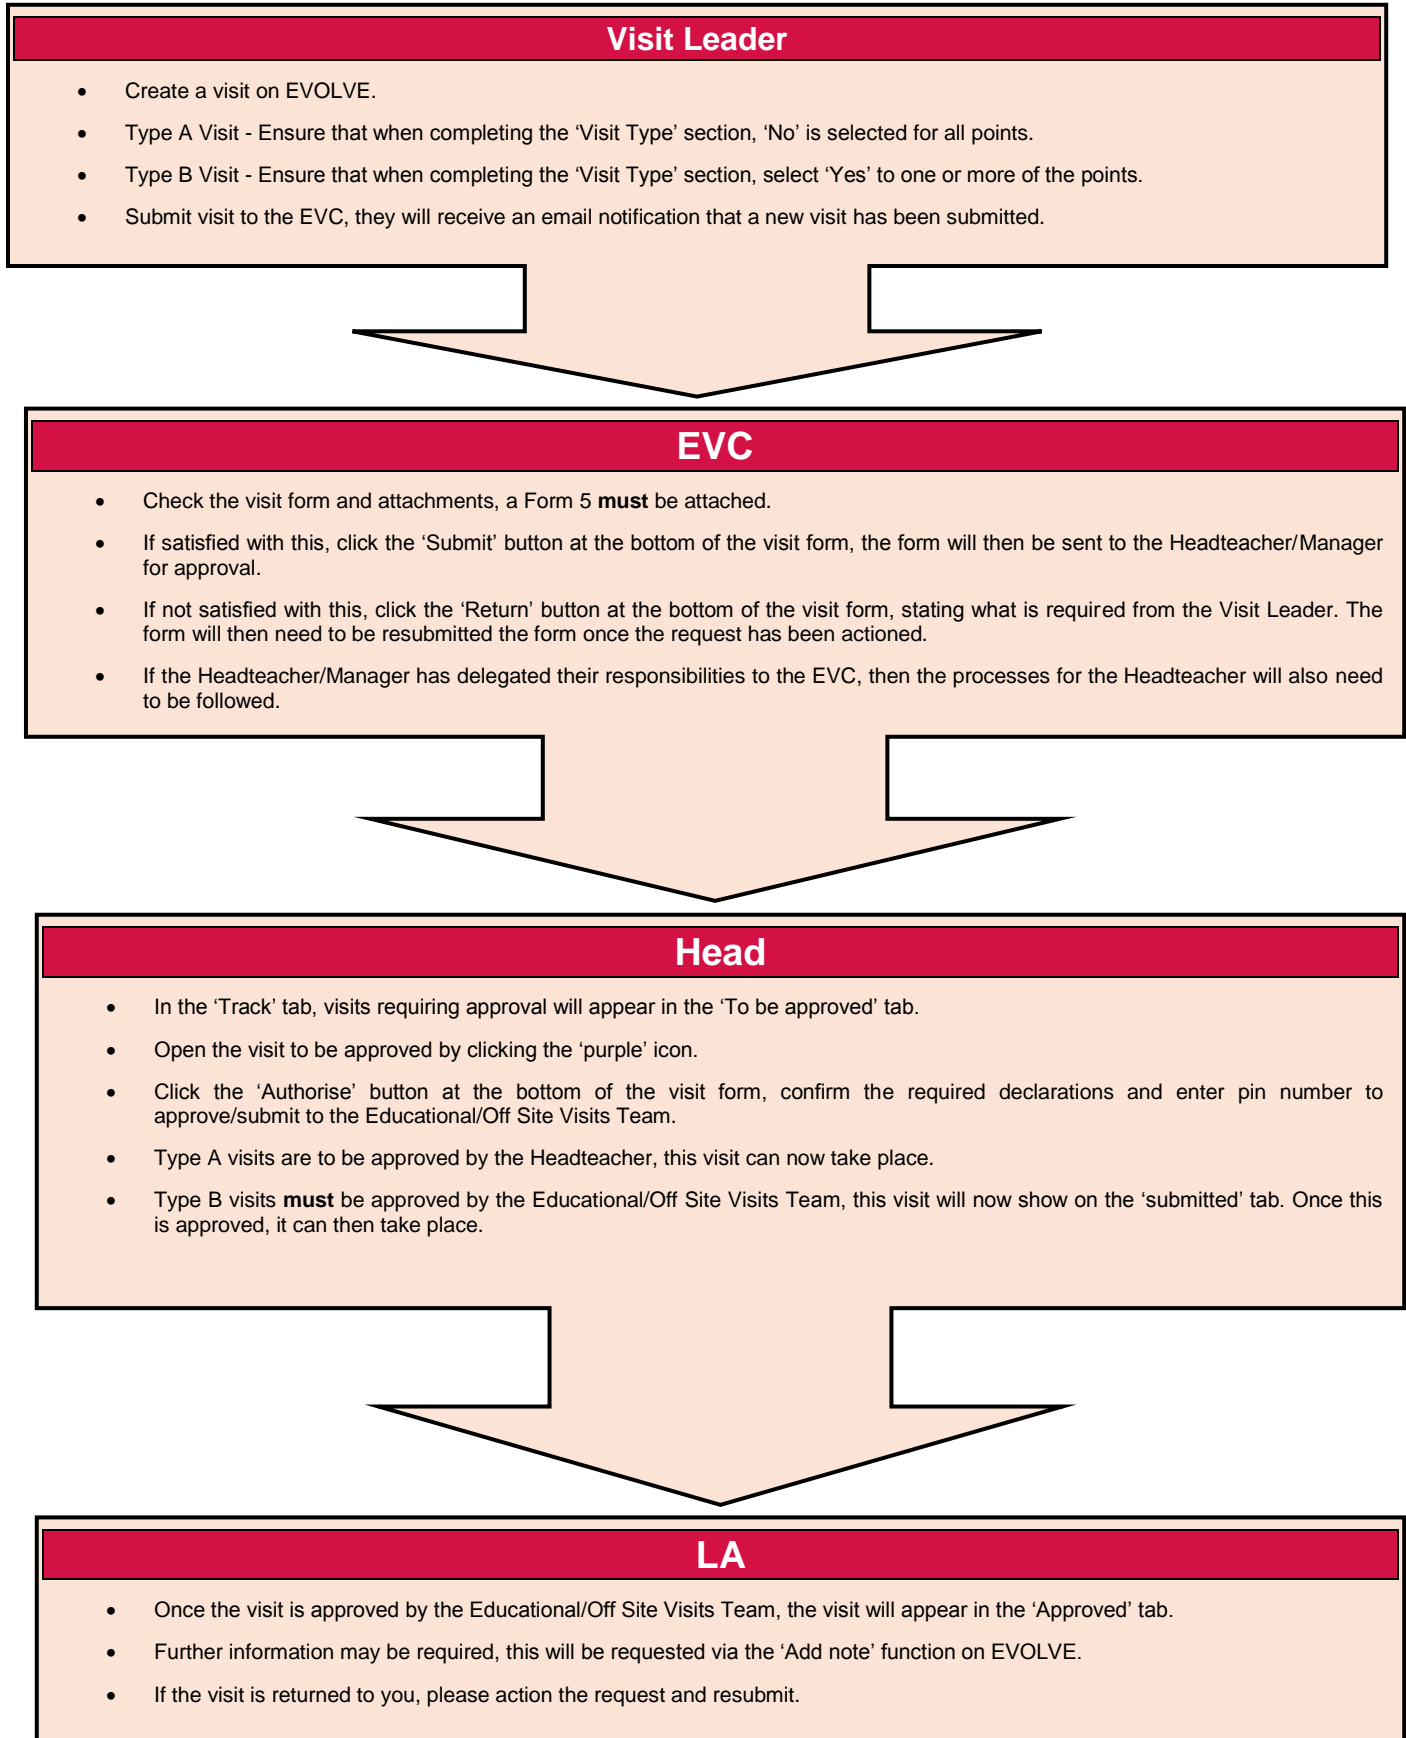 Visit Leader
• Create a visit on EVOLVE.
• Type A Visit - Ensure that when completing the ‘Visit Type’ section, ‘No’ is selected for all points.
• Type B Visit - Ensure that when completing the ‘Visit Type’ section, select ‘Yes’ to one or more of the points.
• Submit visit to the EVC, they will receive an email notification that a new visit has been submitted.
EVC
• Check the visit form and attachments, a Form 5 must be attached.
• If satisfied with this, click the ‘Submit’ button at the bottom of the visit form, the form will then be sent to the Headteacher/Manager
for approval.
• If not satisfied with this, click the ‘Return’ button at the bottom of the visit form, stating what is required from the Visit Leader. The
form will then need to be resubmitted the form once the request has been actioned.
• If the Headteacher/Manager has delegated their responsibilities to the EVC, then the processes for the Headteacher will also need
to be followed.
Head
• In the ‘Track’ tab, visits requiring approval will appear in the ‘To be approved’ tab.
• Open the visit to be approved by clicking the ‘purple’ icon.
• Click the ‘Authorise’ button at the bottom of the visit form, confirm the required declarations and enter pin number to
approve/submit to the Educational/Off Site Visits Team.
• Type A visits are to be approved by the Headteacher, this visit can now take place.
• Type B visits must be approved by the Educational/Off Site Visits Team, this visit will now show on the ‘submitted’ tab. Once this
is approved, it can then take place.
LA
• Once the visit is approved by the Educational/Off Site Visits Team, the visit will appear in the ‘Approved’ tab.
• Further information may be required, this will be requested via the ‘Add note’ function on EVOLVE.
• If the visit is returned to you, please action the request and resubmit.